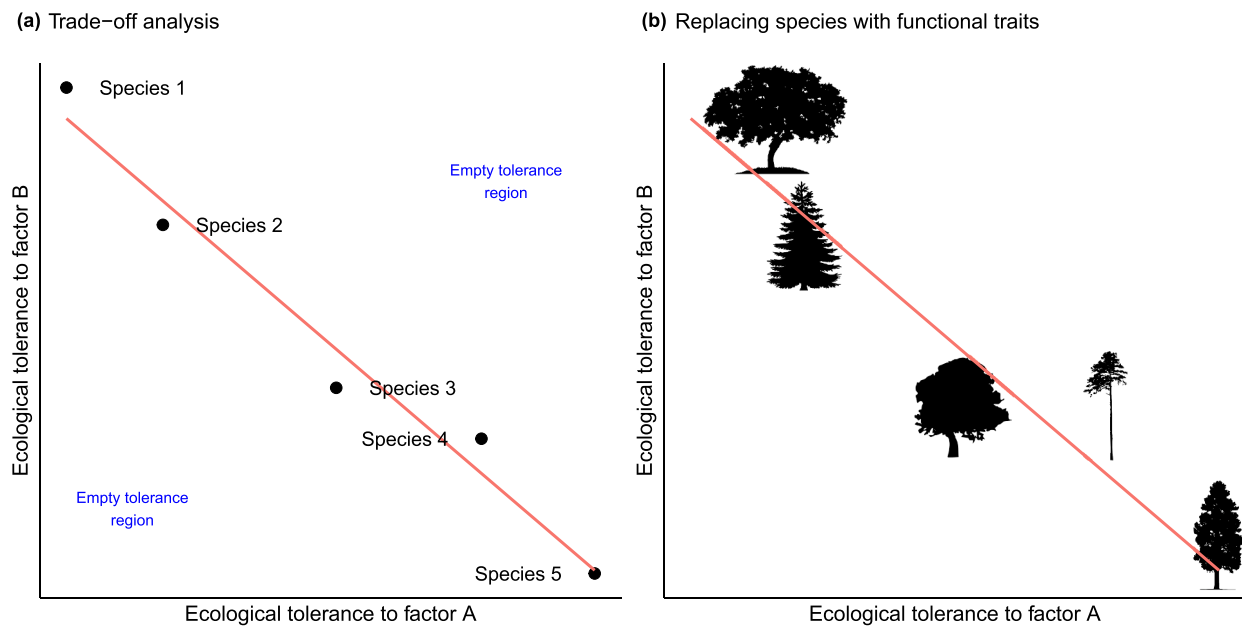 (a) Trade−off analysis
Ecological tolerance to factor B
Species 1
Empty tolerance
region
Species 2
Species 3
Species 4
Empty tolerance
region
Species 5
Ecological tolerance to factor A
(b) Replacing species with functional traits
Ecological tolerance to factor B
Ecological tolerance to factor A